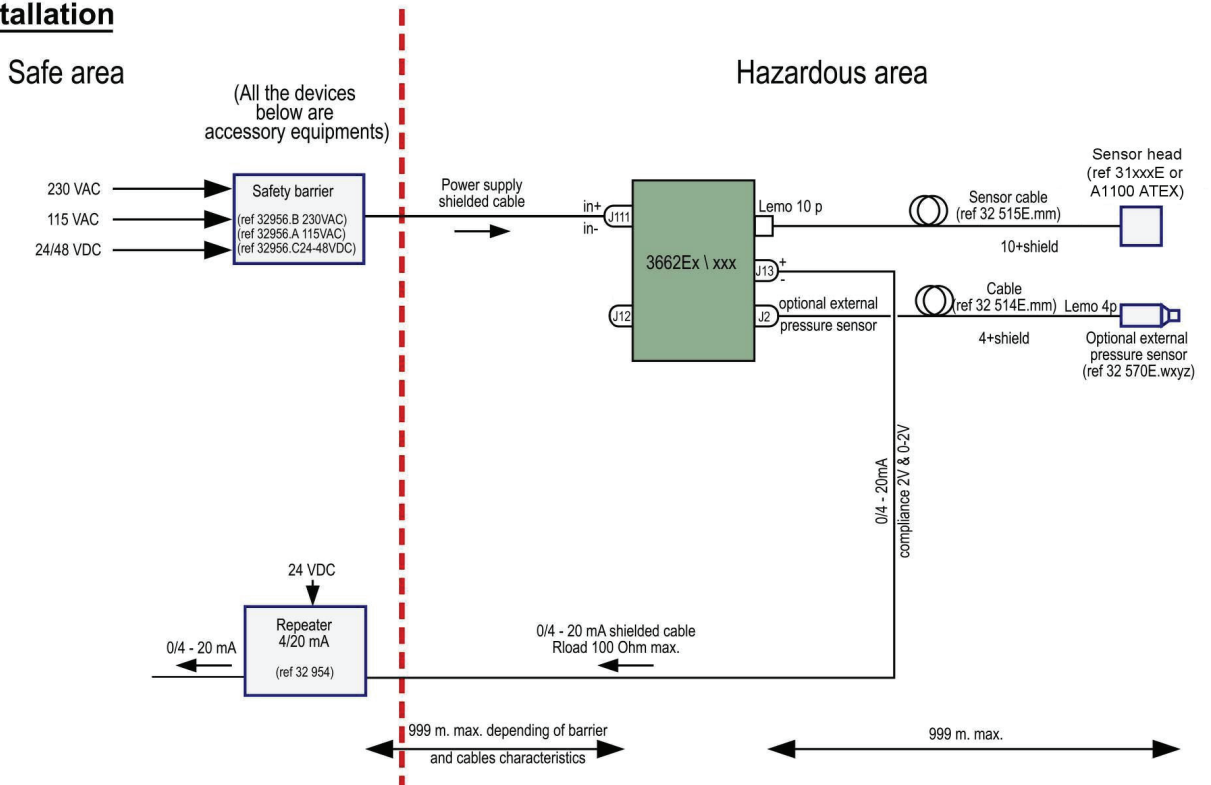 tallation
Safe area
Hazardous area
(All the devices
below are
accessory equipments)
230 VAC
115 VAC
24/48 VDC
Safety barrier
(ref 32956.B 230VAC)
(ref 32956.A 115VAC)
(ref 32956.C24-48VDC)
Power supply
shielded cable
in+
in-
J111
J12
3662Ex \ xxx
Lemo 10 p
J13
+
-
J2
optional external
pressure sensor
Sensor cable
(ref 32 515E.mm)
10+shield
Sensor head
(ref 31xxxE or
A1100 ATEX)
Cable
(ref 32 514E.mm)
Lemo 4p
4+shield
Optional external
pressure sensor
(ref 32 570E.wxyz)
0/4 - 20mA
compliance 2V & 0-2V
24 VDC
Repeater
4/20 mA
(ref 32 954)
0/4 - 20 mA
0/4 - 20 mA shielded cable
Rload 100 Ohm max.
999 m. max. depending of barrier
and cables characteristics
999 m. max.